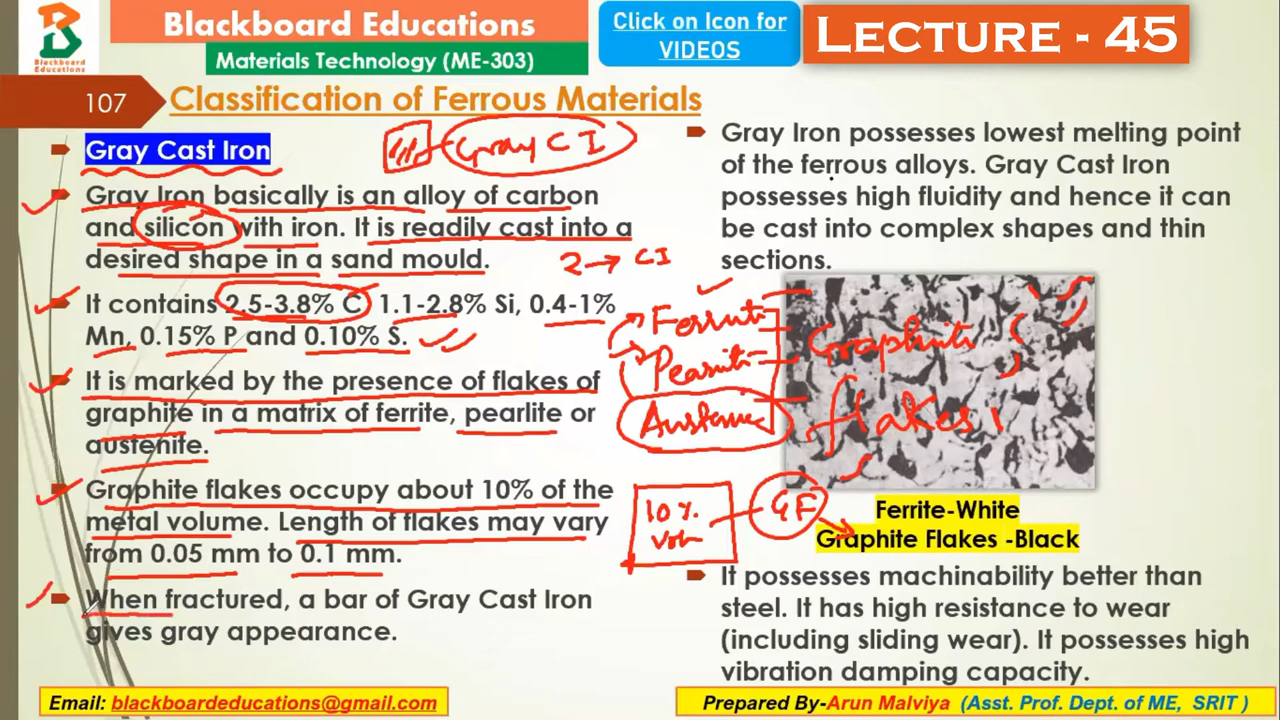 Blackboard Educations
Materials Technology (ME-303)
Blackboard
Educations
Click on Icon for
VIDEOS
LECTURE - 45
107
Classification of Ferrous Materials
Gray Cast Iron
Gray CI
Gray Iron basically is an alloy of carbon
and silicon with iron. It is readily cast into a
desired shape in a sand mould.
2 → CI
It contains 2.5-3.8% C, 1.1-2.8% Si, 0.4-1%
Mn, 0.15% P and 0.10% S.
It is marked by the presence of flakes of
graphite in a matrix of ferrite, pearlite or
austenite.
Graphite flakes occupy about 10% of the
metal volume. Length of flakes may vary
from 0.05 mm to 0.1 mm.
When fractured, a bar of Gray Cast Iron
gives gray appearance.
Gray Iron possesses lowest melting point
of the ferrous alloys. Gray Cast Iron
possesses high fluidity and hence it can
be cast into complex shapes and thin
sections.
Graphite
flakes
10%
GF
Ferrite-White
Graphite Flakes -Black
It possesses machinability better than
steel. It has high resistance to wear
(including sliding wear). It possesses high
vibration damping capacity.
Email: blackboardeducations@gmail.com
Prepared By-Arun Malviya (Asst. Prof. Dept. of ME, SRIT )